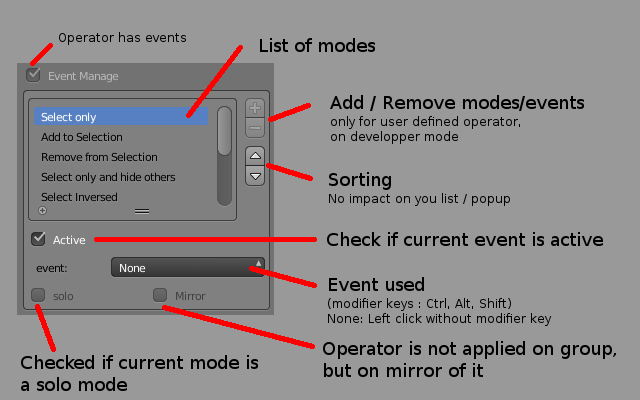 Operator has events
List of modes
Event Manage
Select only
Add to Selection
Remove from Selection
Select only and hide others
Select Inversed
Add / Remove modes/events
only for user defined operator,
on developper mode
Sorting
No impact on you list / popup
Active
Check if current event is active
event:
None
Event used
(modifier keys : Ctrl, Alt, Shift)
None: Left click without modifier key
solo
Mirror
Checked if current mode is
a solo mode
Operator is not applied on group,
but on mirror of it